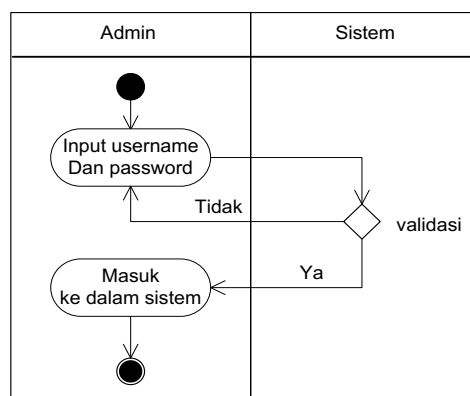 Admin
Sistem
Input username
Dan password
Tidak
validasi
Ya
Masuk
ke dalam sistem